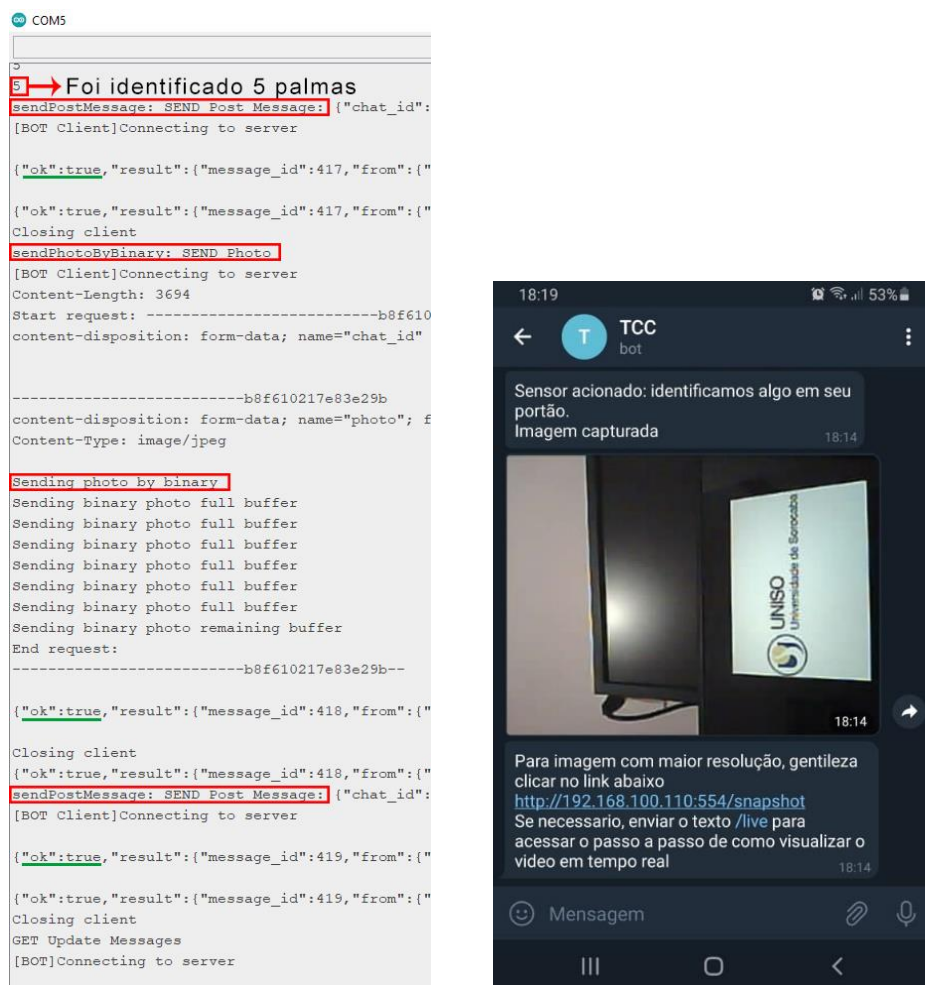 COM5
5 Foi identificado 5 palmas
sendPostMessage: SEND Post Message: {"chat_id":
[BOT Client]Connecting to server
{"ok":true,"result":{"message_id":417,"from":{"
{"ok":true,"result":{"message_id":417,"from":{"
Closing client
sendPhotoByBinary: SEND Photo
[BOT Client]Connecting to server
Content-Length: 3694
Start request: --------------------------b8f610
content-disposition: form-data; name="chat_id"
--------------------------b8f610217e83e29b
content-disposition: form-data; name="photo"; f
Content-Type: image/jpeg
Sending photo by binary
Sending binary photo full buffer
Sending binary photo full buffer
Sending binary photo full buffer
Sending binary photo full buffer
Sending binary photo full buffer
Sending binary photo full buffer
Sending binary photo remaining buffer
End request:
--------------------------b8f610217e83e29b--
{"ok":true,"result":{"message_id":418,"from":{"
Closing client
{"ok":true,"result":{"message_id":418,"from":{"
sendPostMessage: SEND Post Message: {"chat_id":
[BOT Client]Connecting to server
{"ok":true,"result":{"message_id":419,"from":{"
{"ok":true,"result":{"message_id":419,"from":{"
Closing client
GET Update Messages
[BOT]Connecting to server
18:19 53%
T TCC
bot
Sensor acionado: identificamos algo em seu
portão.
Imagem capturada
18:14
UNISO
Universidade de Sorocaba
18:14
Para imagem com maior resolução, gentileza
clicar no link abaixo
http://192.168.100.110:554/snapshot
Se necessario, enviar o texto /live para
acessar o passo a passo de como visualizar o
video em tempo real
18:14
Mensagem